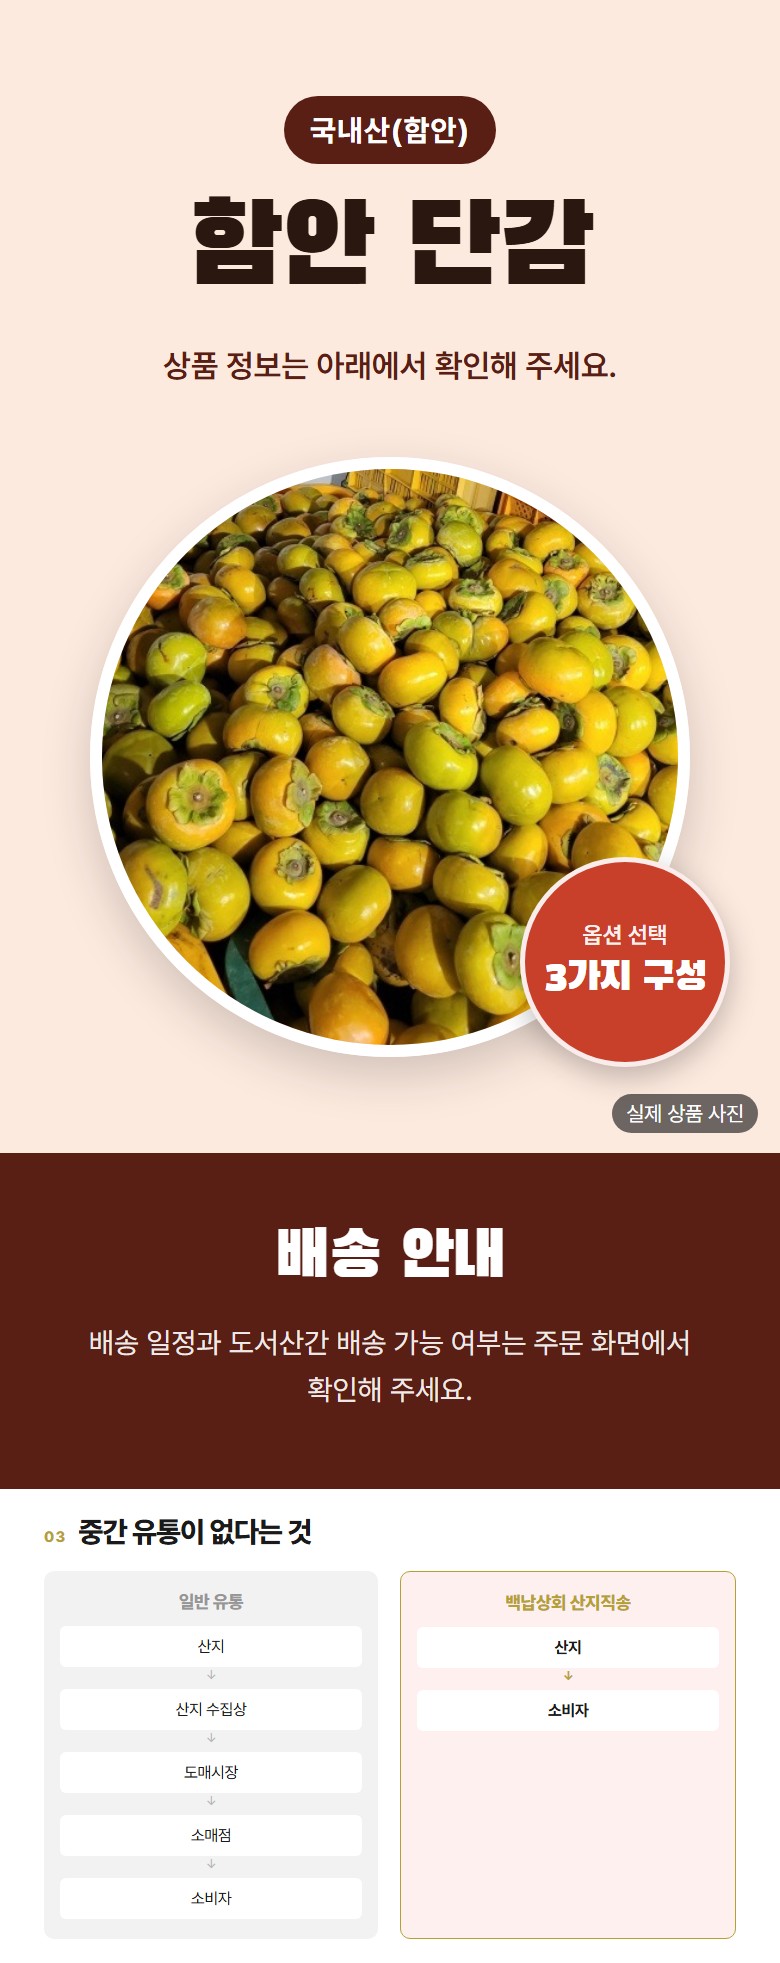 국내산(함안)
함안 단감
상품 정보는 아래에서 확인해 주세요.
옵션 선택
3가지 구성
실제 상품 사진
배송 안내
배송 일정과 도서산간 배송 가능 여부는 주문 화면에서
확인해 주세요.
03 중간 유통이 없다는 것
일반 유통
산지
↓
산지 수집상
↓
도매시장
↓
소매점
↓
소비자
백납상회 산지직송
산지
↓
소비자